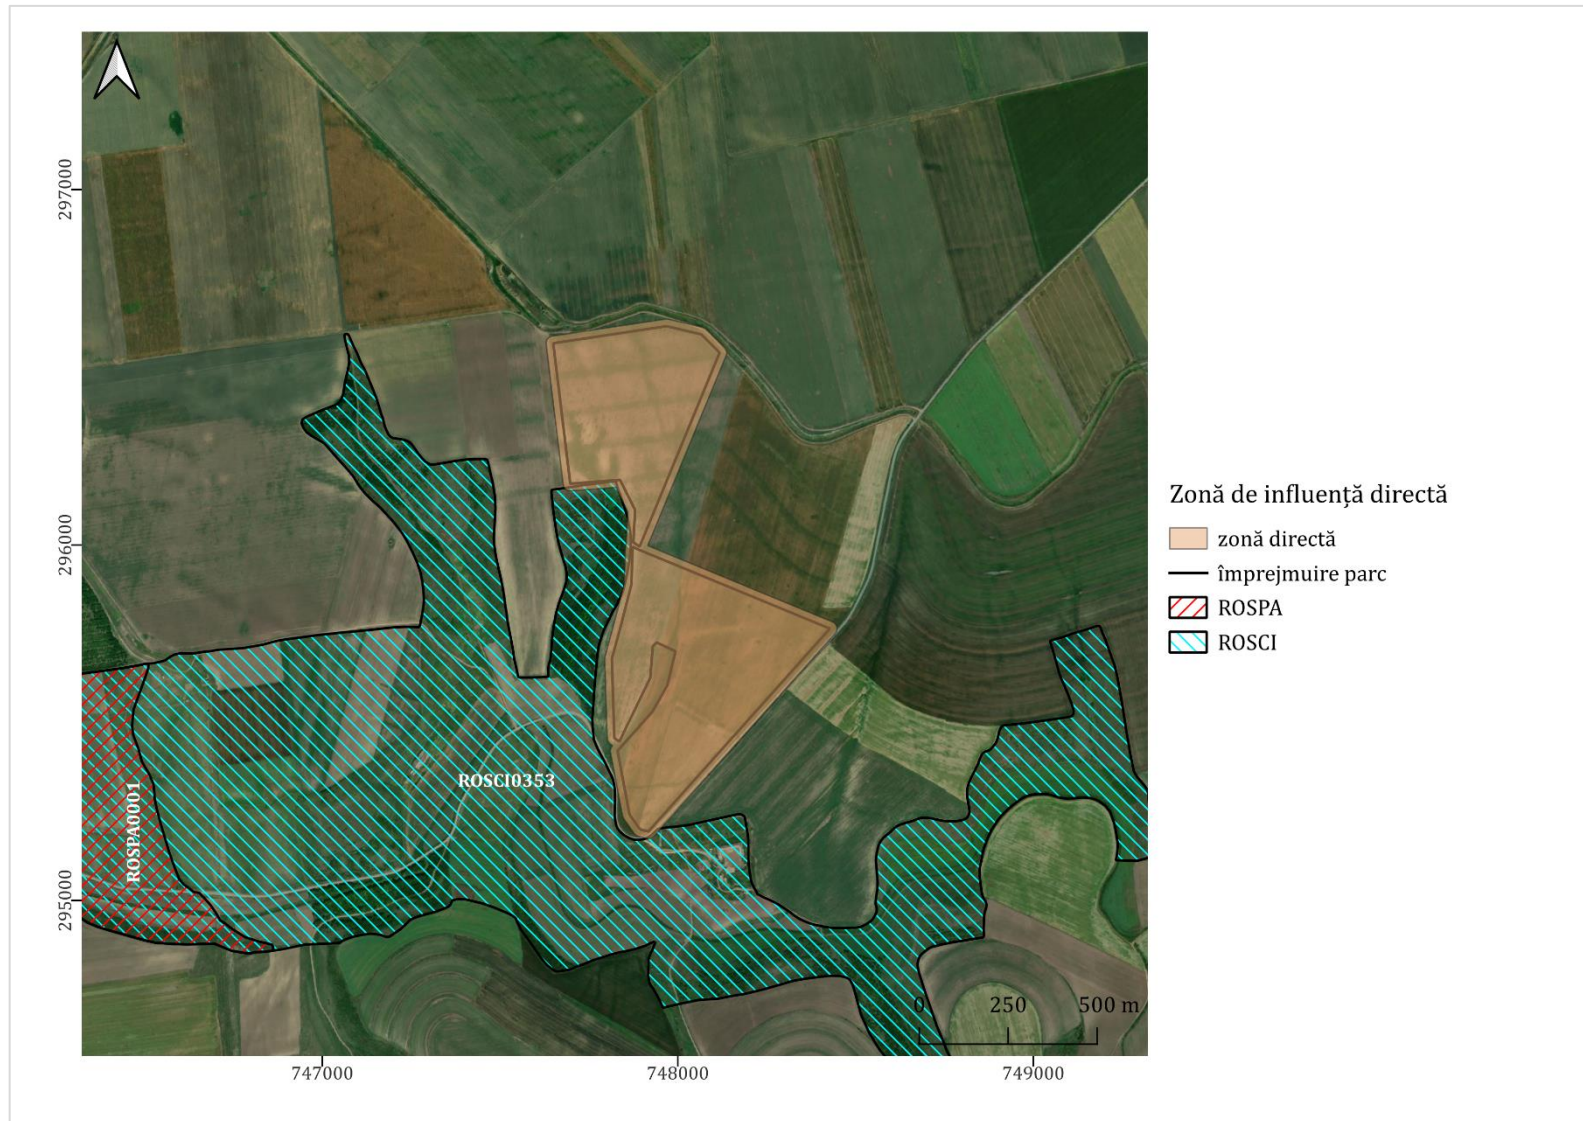 297000
296000
295000
747000
748000
749000
ROSPA0001
ROSCI0353
0 250 500 m
Zonă de influență directă
zonă directă
împrejmuire parc
ROSPA
ROSCI